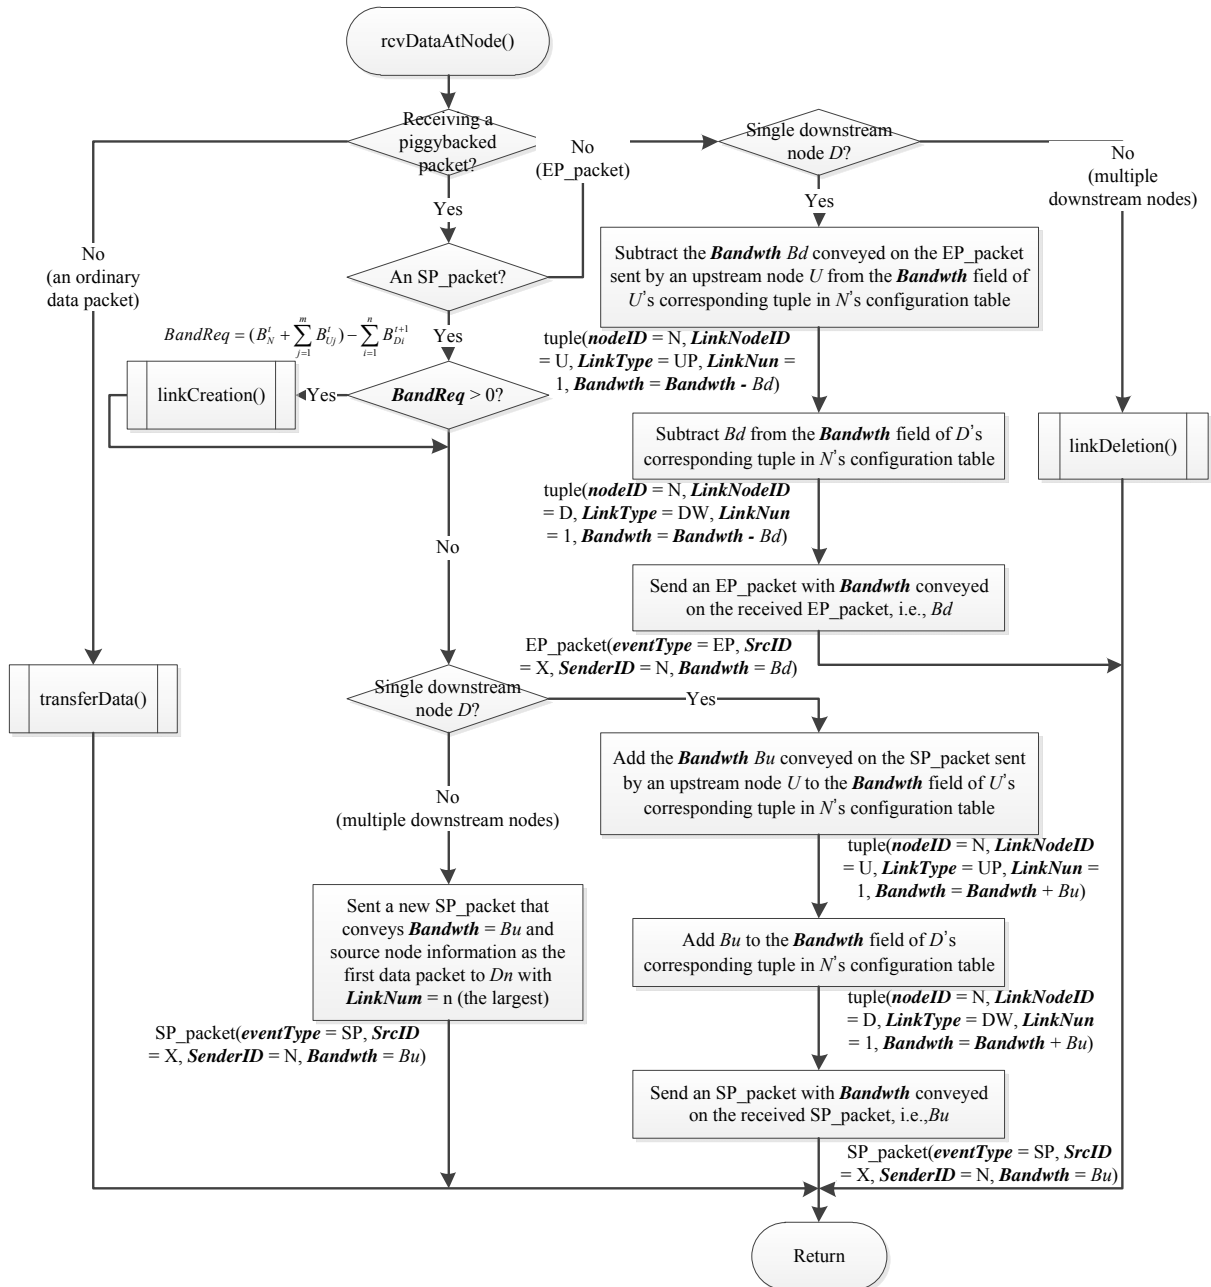 rcvDataAtNode()
Receiving a
piggybacked
packet?
No
(EP_packet)
Single downstream
node D?
No
(multiple
downstream nodes)
Yes
Yes
No
(an ordinary
data packet)
An SP_packet?
Subtract the Bandwth Bd conveyed on the EP_packet
sent by an upstream node U from the Bandwth field of
U's corresponding tuple in N's configuration table
BandReq = (B_N^t + ∑_{j=1}^{m} B_{Uj}^t) − ∑_{i=1}^{n} B_{Di}^{t+1}
Yes
tuple(nodeID = N, LinkNodeID
= U, LinkType = UP, LinkNun =
1, Bandwth = Bandwth - Bd)
linkCreation()
Yes
BandReq > 0?
Subtract Bd from the Bandwth field of D's
corresponding tuple in N's configuration table
linkDeletion()
tuple(nodeID = N, LinkNodeID
= D, LinkType = DW, LinkNun
= 1, Bandwth = Bandwth - Bd)
No
Send an EP_packet with Bandwth conveyed
on the received EP_packet, i.e., Bd
EP_packet(eventType = EP, SrcID
= X, SenderID = N, Bandwth = Bd)
transferData()
Single downstream
node D?
Yes
Add the Bandwth Bu conveyed on the SP_packet sent
by an upstream node U to the Bandwth field of U's
corresponding tuple in N's configuration table
No
(multiple downstream nodes)
tuple(nodeID = N, LinkNodeID
= U, LinkType = UP, LinkNun =
1, Bandwth = Bandwth + Bu)
Sent a new SP_packet that
conveys Bandwth = Bu and
source node information as the
first data packet to Dn with
LinkNum = n (the largest)
Add Bu to the Bandwth field of D's
corresponding tuple in N's configuration table
tuple(nodeID = N, LinkNodeID
= D, LinkType = DW, LinkNun
= 1, Bandwth = Bandwth + Bu)
SP_packet(eventType = SP, SrcID
= X, SenderID = N, Bandwth = Bu)
Send an SP_packet with Bandwth conveyed
on the received SP_packet, i.e.,Bu
SP_packet(eventType = SP, SrcID
= X, SenderID = N, Bandwth = Bu)
Return